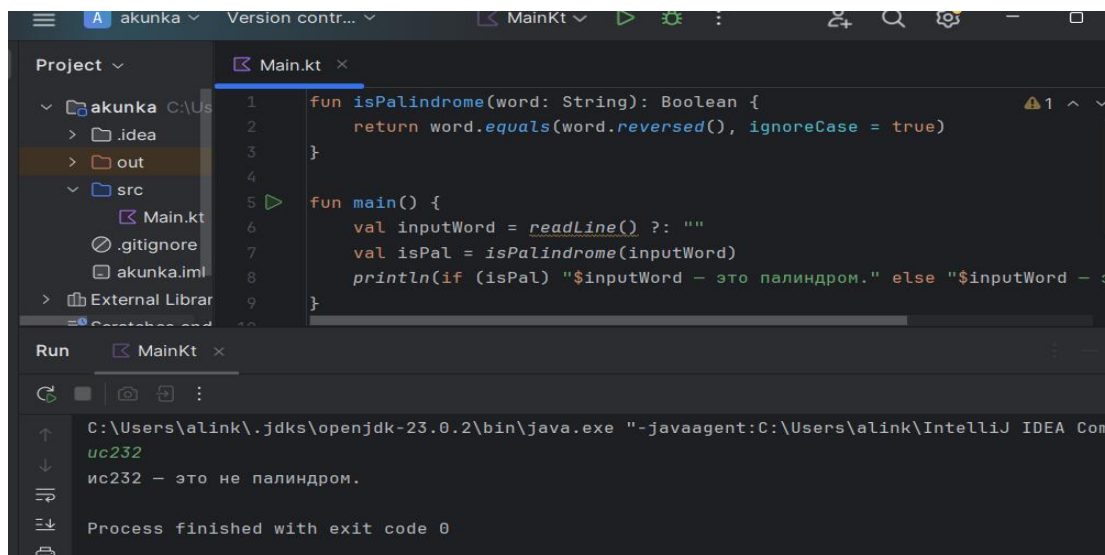 A akunka Version contr... MainKt
Project
Main.kt
akunka C:\Us
.idea
out
src
Main.kt
.gitignore
akunka.iml
External Librar
1 fun isPalindrome(word: String): Boolean {
2 return word.equals(word.reversed(), ignoreCase = true)
3 }
4
5 fun main() {
6 val inputWord = readLine() ?: ""
7 val isPal = isPalindrome(inputWord)
8 println(if (isPal) "$inputWord — это палиндром." else "$inputWord —
9 }
1
Run MainKt
C:\Users\alink\.jdks\openjdk-23.0.2\bin\java.exe "-javaagent:C:\Users\alink\IntelliJ IDEA Com
ис232
ис232 — это не палиндром.
Process finished with exit code 0